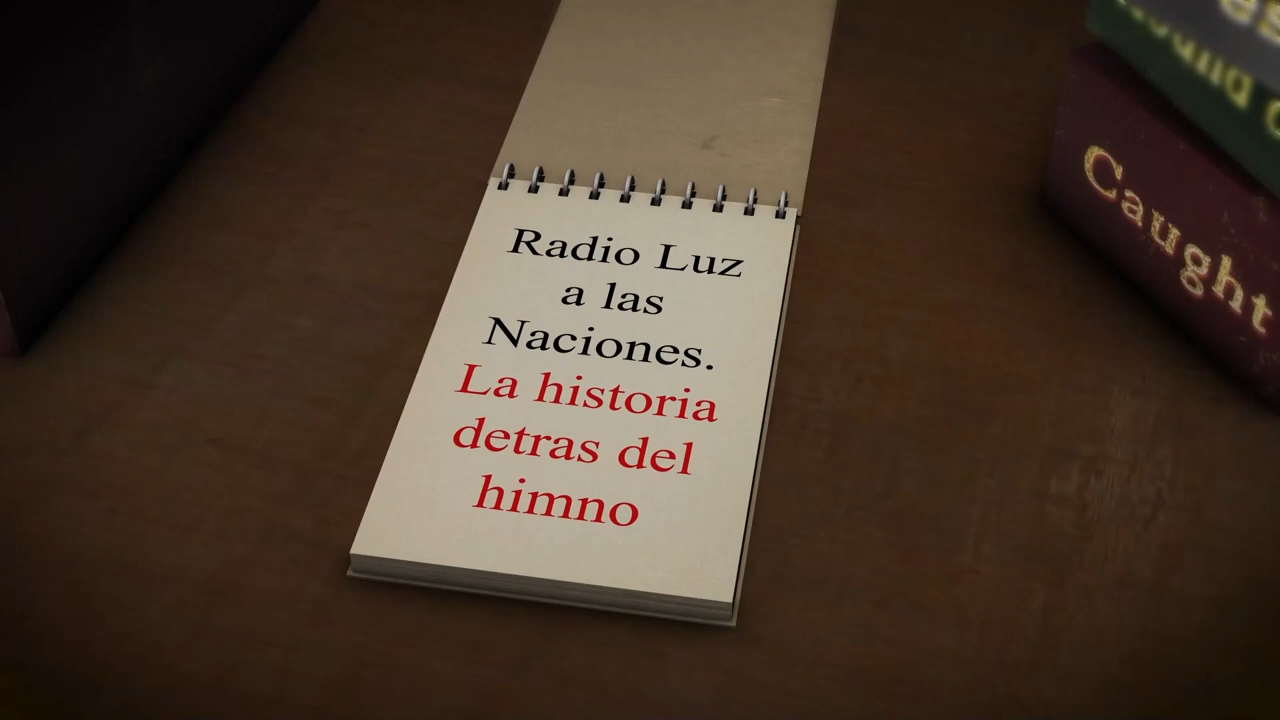 Radio Luz
a las
Naciones.
La historia
detras del
himno
Caught